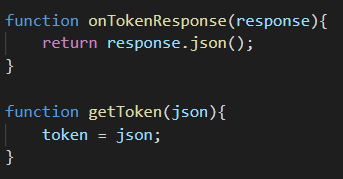 function onTokenResponse(response){
    return response.json();
}

function getToken(json){
    token = json;
}